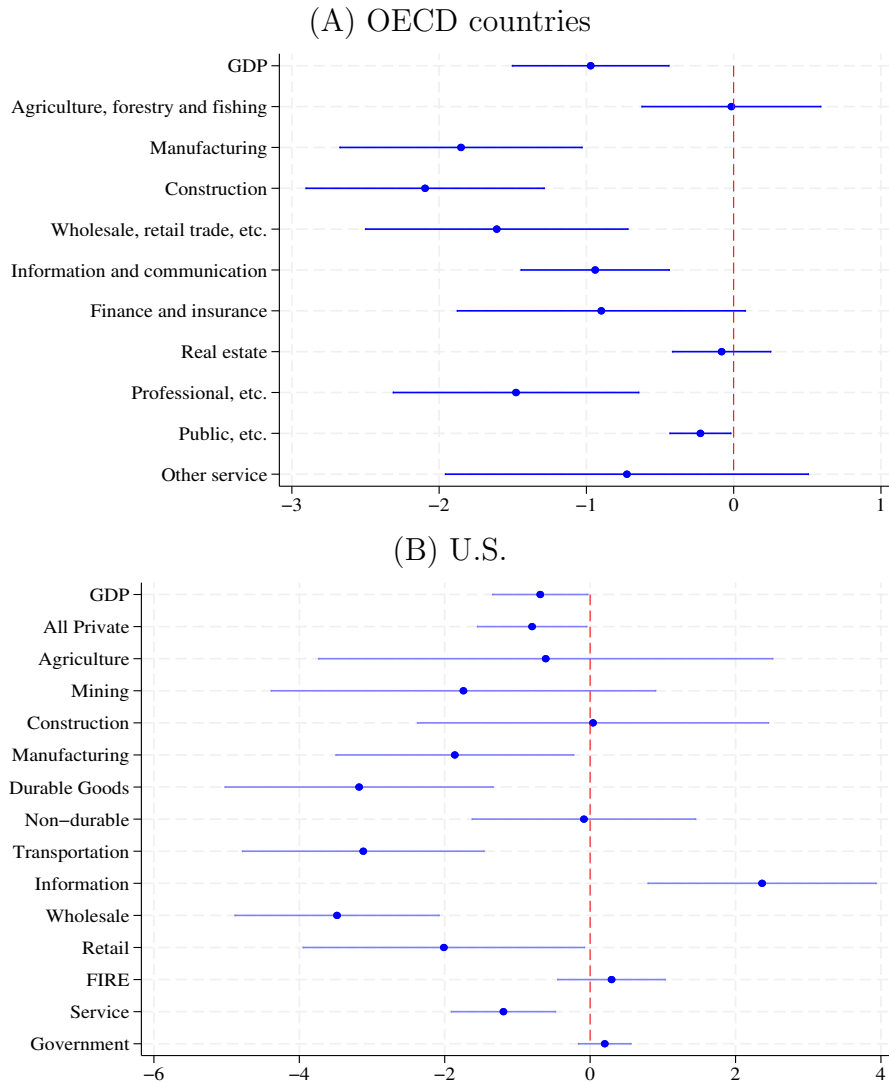 (A) OECD countries
GDP
Agriculture, forestry and fishing
Manufacturing
Construction
Wholesale, retail trade, etc.
Information and communication
Finance and insurance
Real estate
Professional, etc.
Public, etc.
Other service
−3 −2 −1 0 1
(B) U.S.
GDP
All Private
Agriculture
Mining
Construction
Manufacturing
Durable Goods
Non−durable
Transportation
Information
Wholesale
Retail
FIRE
Service
Government
−6 −4 −2 0 2 4